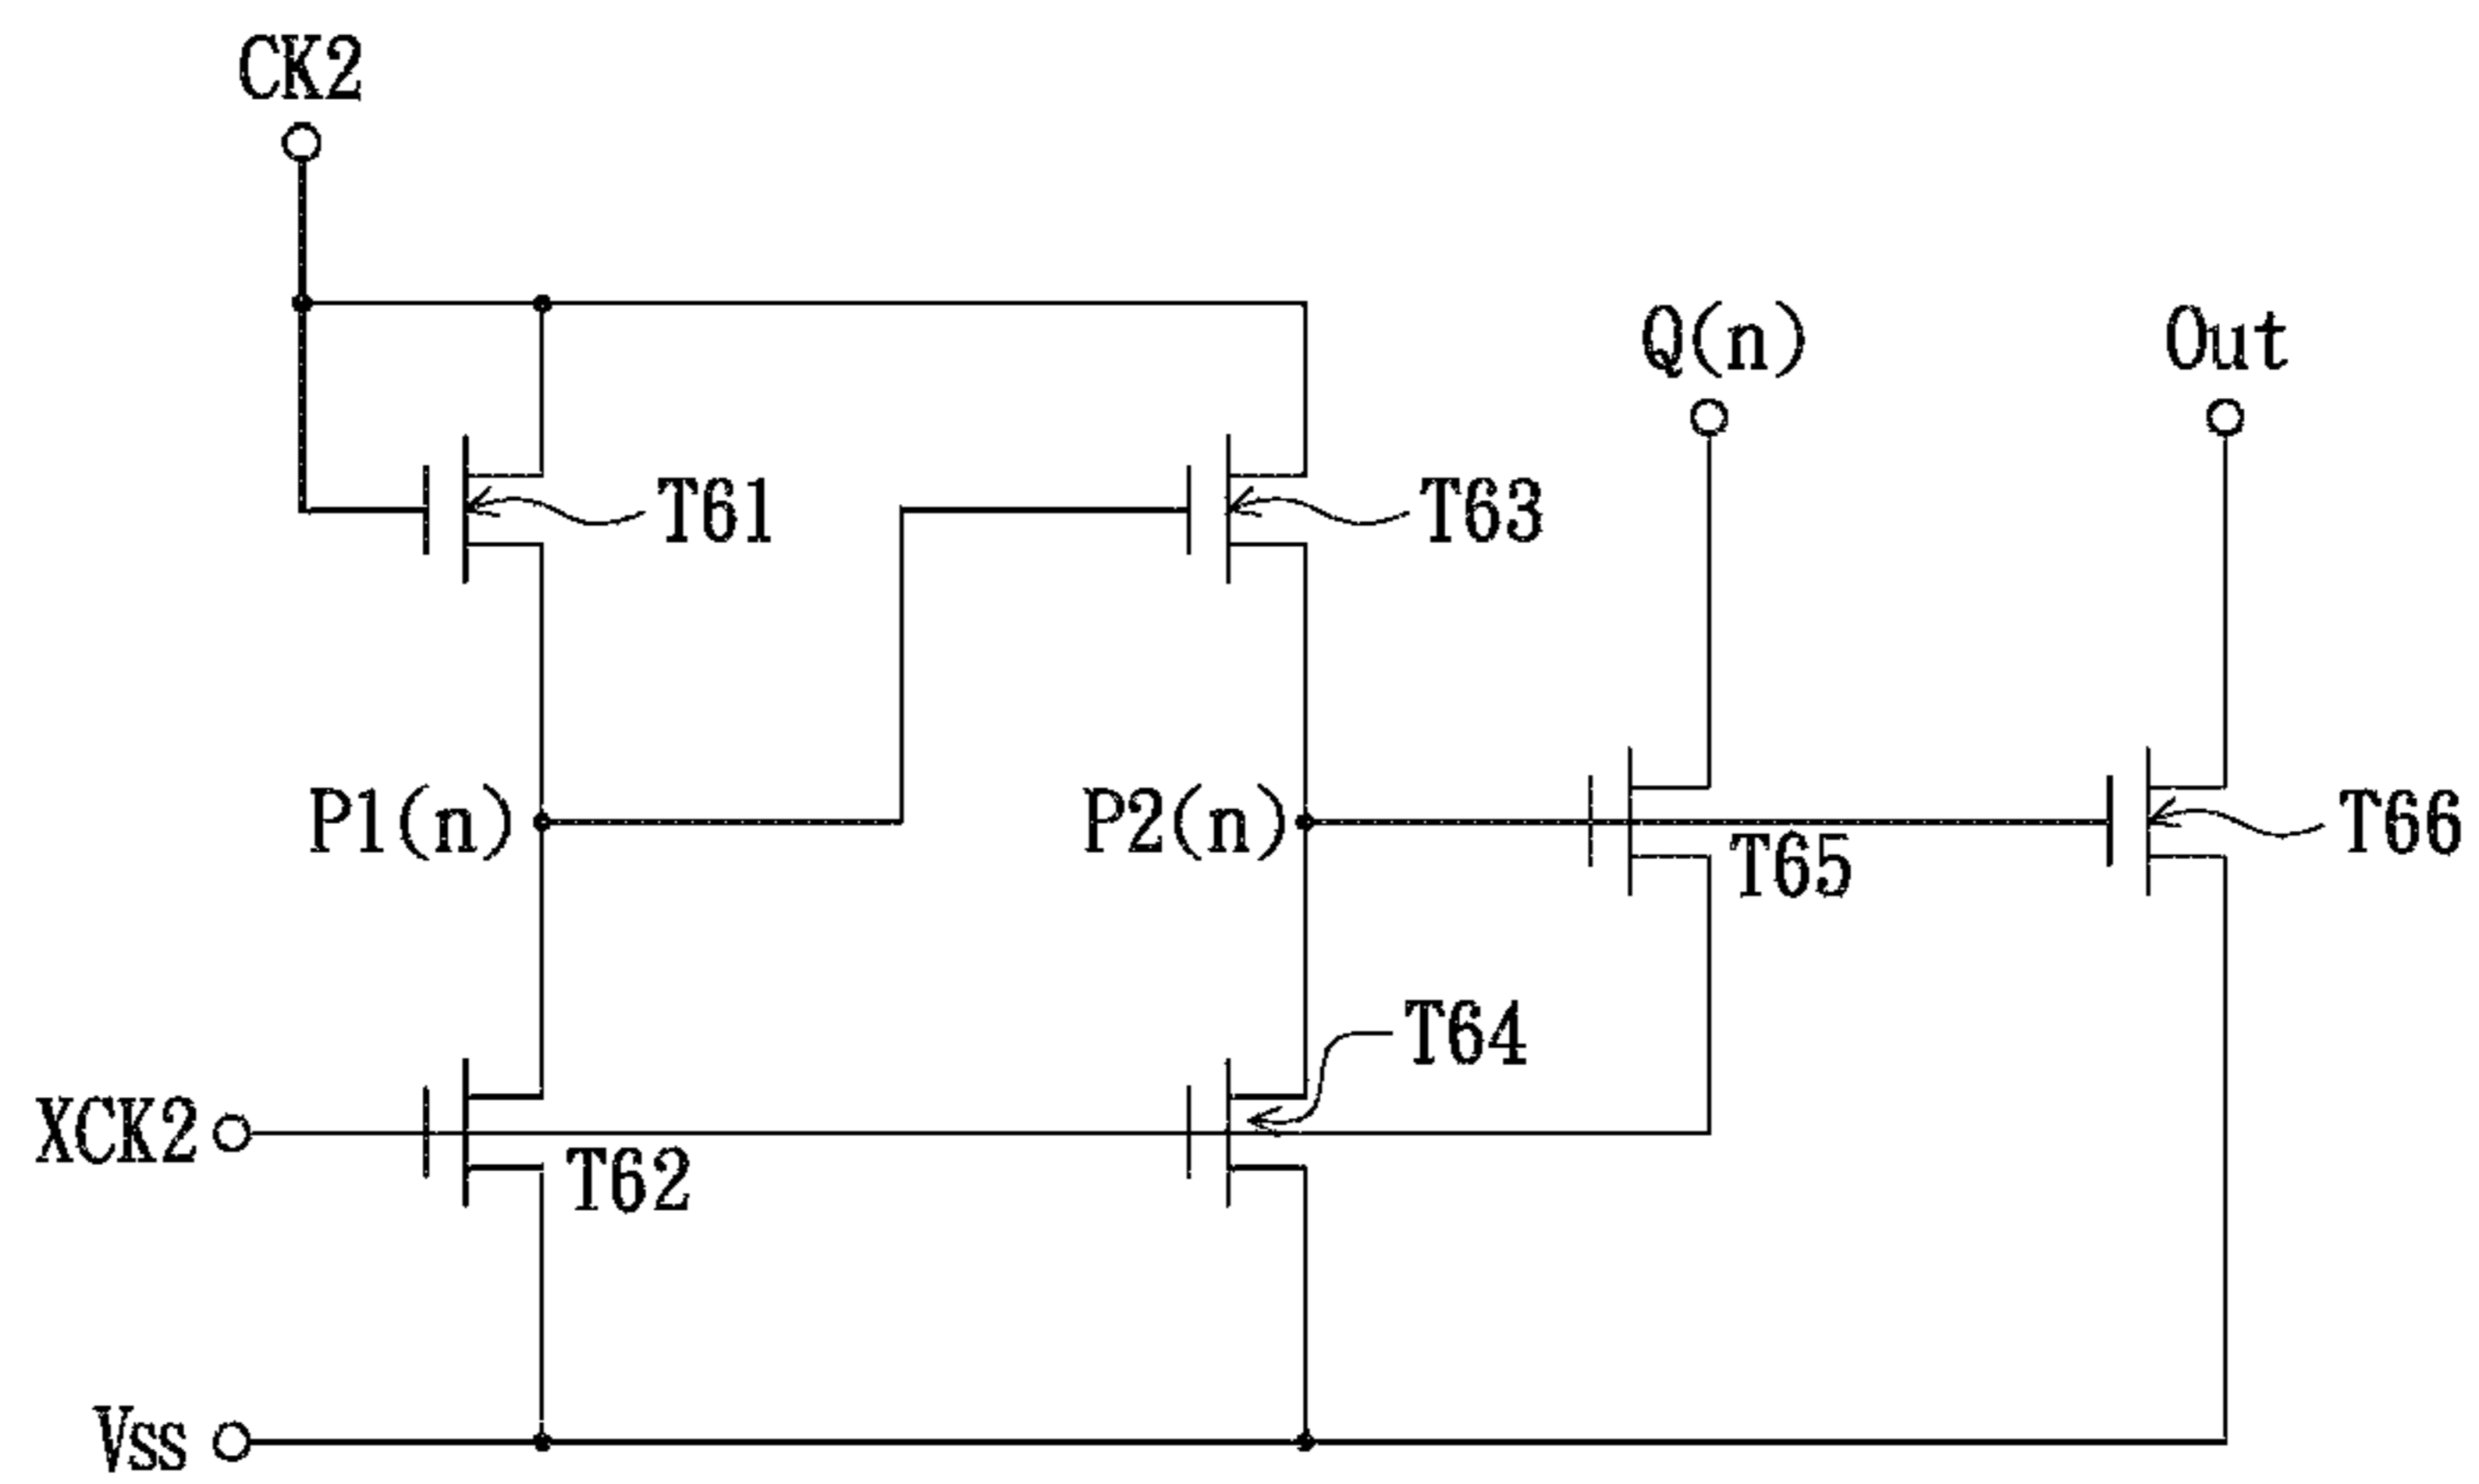 CK2
Q(n)
Out
T61
T63
P1(n)
P2(n)
T65
T66
T64
XCK2
T62
Vss